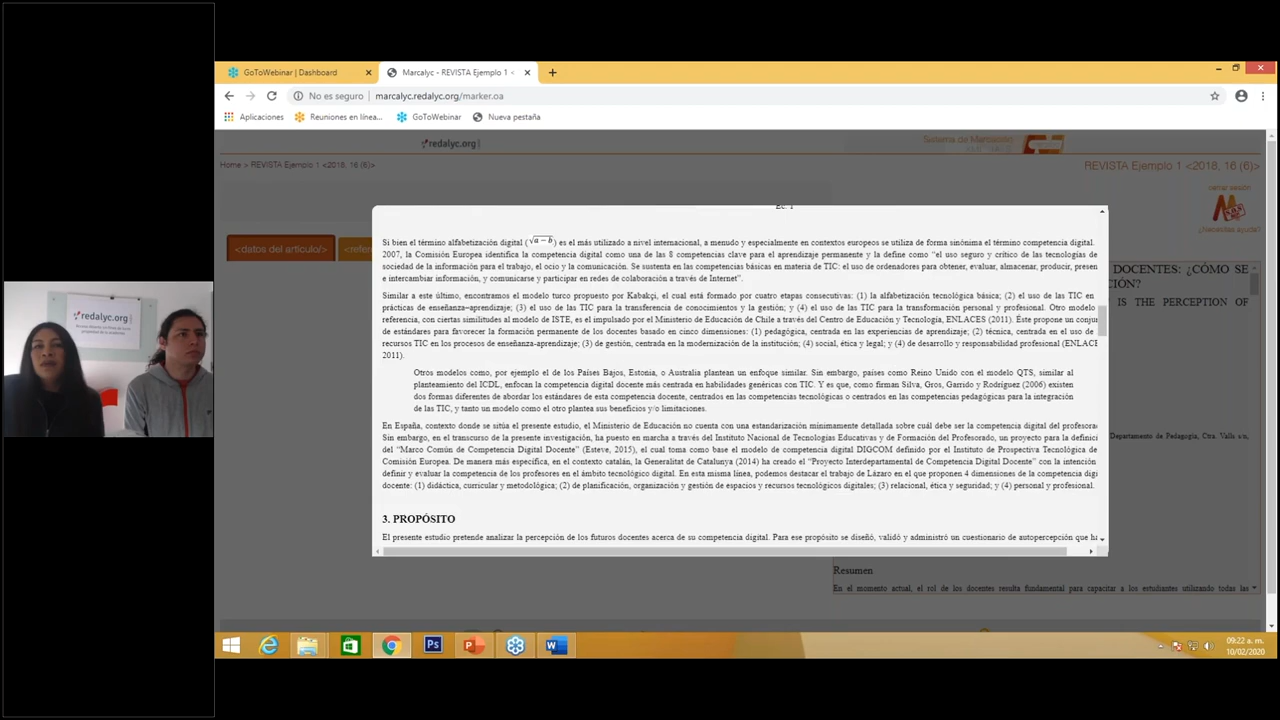 GoToWebinar | Dashboard
Marcalyc - REVISTA Ejemplo 1 <
No es seguro | marcalyc.redalyc.org/marker.oa
Aplicaciones
Reuniones en línea...
GoToWebinar
Nueva pestaña
redalyc.org
Sistema de Marcación
Home > REVISTA Ejemplo 1 <2018, 16 (6)>
REVISTA Ejemplo 1 <2018, 16 (6)>
cerrar sesión
¿Necesitas ayuda?
<datos del artículo/>
<refere
Ec. 1
Si bien el término alfabetización digital (√a − b) es el más utilizado a nivel internacional, a menudo y especialmente en contextos europeos se utiliza de forma sinónima el término competencia digital.
2007, la Comisión Europea identifica la competencia digital como una de las 8 competencias clave para el aprendizaje permanente y la define como “el uso seguro y crítico de las tecnologías de
sociedad de la información para el trabajo, el ocio y la comunicación. Se sustenta en las competencias básicas en materia de TIC: el uso de ordenadores para obtener, evaluar, almacenar, producir, presen
e intercambiar información, y comunicarse y participar en redes de colaboración a través de Internet”.
Similar a este último, encontramos el modelo turco propuesto por Kabakçi, el cual está formado por cuatro etapas consecutivas: (1) la alfabetización tecnológica básica; (2) el uso de las TIC en
prácticas de enseñanza–aprendizaje; (3) el uso de las TIC para la transferencia de conocimientos y la gestión; y (4) el uso de las TIC para la transformación personal y profesional. Otro modelo
referencia, con ciertas similitudes al modelo de ISTE, es el impulsado por el Ministerio de Educación de Chile a través del Centro de Educación y Tecnología, ENLACES (2011). Éste propone un conjun
de estándares para favorecer la formación permanente de los docentes basado en cinco dimensiones: (1) pedagógica, centrada en las experiencias de aprendizaje; (2) técnica, centrada en el uso de
recursos TIC en los procesos de enseñanza-aprendizaje; (3) de gestión, centrada en la modernización de la institución; (4) social, ética y legal; y (4) de desarrollo y responsabilidad profesional (ENLACE
2011).
Otros modelos como, por ejemplo el de los Países Bajos, Estonia, o Australia plantean un enfoque similar. Sin embargo, países como Reino Unido con el modelo QTS, similar al
planteamiento del ICDL, enfocan la competencia digital docente más centrada en habilidades genéricas con TIC. Y es que, como firman Silva, Gros, Garrido y Rodríguez (2006) existen
dos formas diferentes de abordar los estándares de esta competencia docente, centrados en las competencias tecnológicas o centrados en las competencias pedagógicas para la integración
de las TIC, y tanto un modelo como el otro plantea sus beneficios y/o limitaciones.
En España, contexto donde se sitúa el presente estudio, el Ministerio de Educación no cuenta con una estandarización mínimamente detallada sobre cuál debe ser la competencia digital del profesora
Sin embargo, en el transcurso de la presente investigación, ha puesto en marcha a través del Instituto Nacional de Tecnologías Educativas y de Formación del Profesorado, un proyecto para la definici
del “Marco Común de Competencia Digital Docente” (Esteve, 2015), el cual toma como base el modelo de competencia digital DIGCOM definido por el Instituto de Prospectiva Tecnológica de
Comisión Europea. De manera más específica, en el contexto catalán, la Generalitat de Catalunya (2014) ha creado el “Proyecto Interdepartamental de Competencia Digital Docente” con la intención
definir y evaluar la competencia de los profesores en el ámbito tecnológico digital. En esta misma línea, podemos destacar el trabajo de Lázaro en el que proponen 4 dimensiones de la competencia digi
docente: (1) didáctica, curricular y metodológica; (2) de planificación, organización y gestión de espacios y recursos tecnológicos digitales; (3) relacional, ética y seguridad; y (4) personal y profesional.
3. PROPÓSITO
El presente estudio pretende analizar la percepción de los futuros docentes acerca de su competencia digital. Para ese propósito se diseñó, validó y administró un cuestionario de autopercepción que ha
DOCENTES: ¿CÓMO SE
CIÓN?
IS THE PERCEPTION OF
Departamento de Pedagogía, Ctra. Valls s/n,
Resumen
En el momento actual, el rol de los docentes resulta fundamental para capacitar a los estudiantes utilizando todas las
redalyc.org
09:22 a. m.
10/02/2020